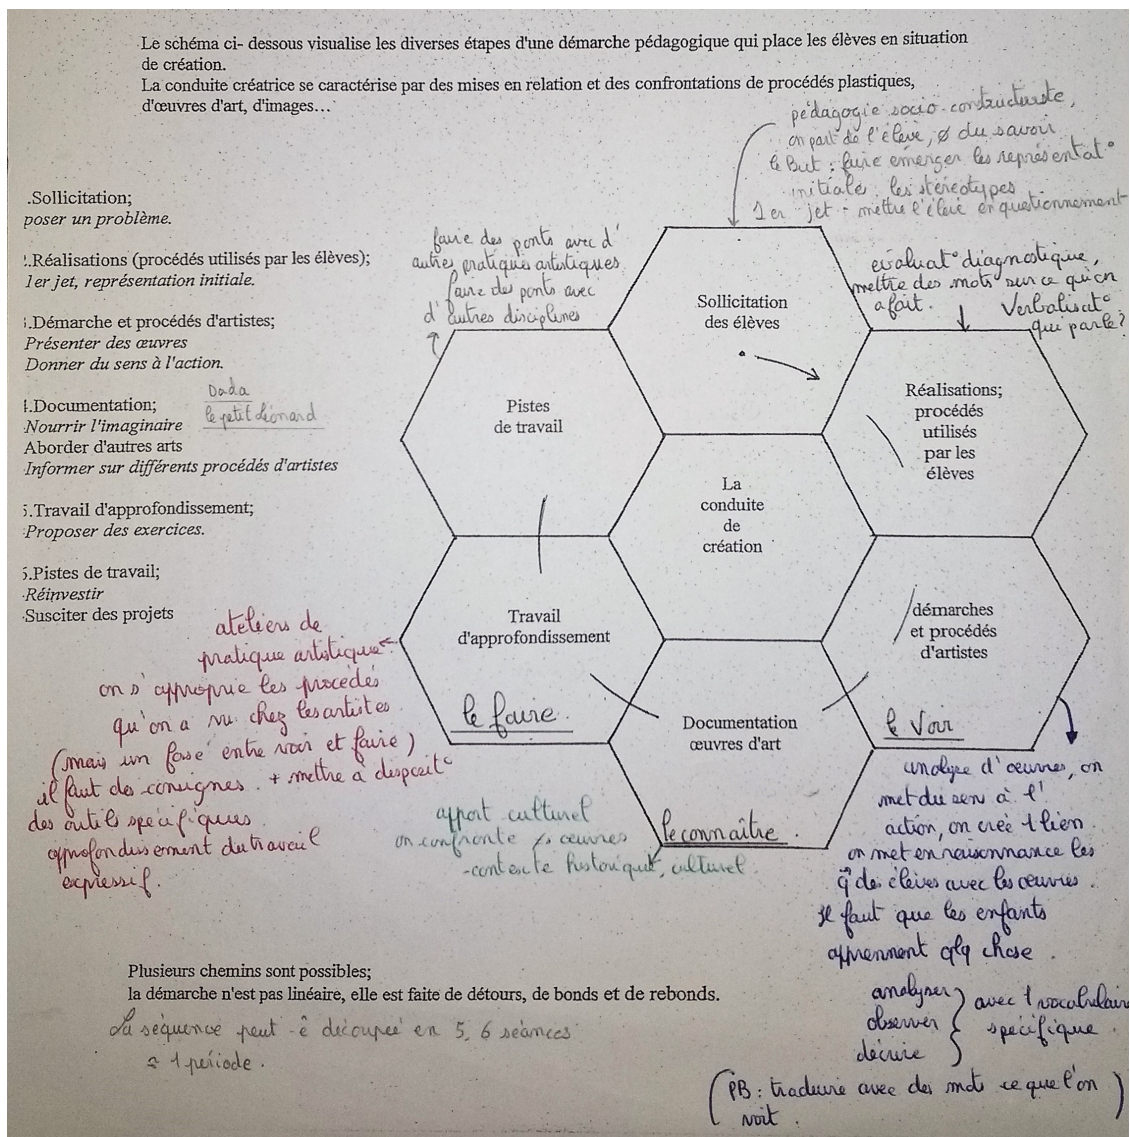 Le schéma ci- dessous visualise les diverses étapes d'une démarche pédagogique qui place les élèves en situation
de création.
La conduite créatrice se caractérise par des mises en relation et des confrontations de procédés plastiques,
d'œuvres d'art, d'images…
pédagogie socio-constructiviste,
on part de l'élève, ø du savoir
le But : faire émerger les représentat°
initiales, les stéréotypes
1er jet - mettre l'élève en questionnement
.Sollicitation;
poser un problème.
.Réalisations (procédés utilisés par les élèves);
1er jet, représentation initiale.
.Démarche et procédés d'artistes;
Présenter des œuvres
Donner du sens à l'action.
.Documentation;
Nourrir l'imaginaire
Aborder d'autres arts
Informer sur différents procédés d'artistes
Dada
le petit Léonard
5.Travail d'approfondissement;
Proposer des exercices.
.Pistes de travail;
Réinvestir
Susciter des projets
faire des ponts avec d'
autres pratiques artistiques
faire des ponts avec
d'autres disciplines
évaluat° diagnostique,
mettre des mots sur ce qu'on
a fait.
Verbalisat°
qui parle?
Sollicitation
des élèves
Réalisations;
procédés
utilisés
par les
élèves
Pistes
de travail
La
conduite
de
création
Travail
d'approfondissement
le faire.
démarches
et procédés
d'artistes
le Voir
Documentation
œuvres d'art
le connaître.
ateliers de
pratique artistique
on s'approprie les procédés
qu'on a vu chez les artistes
(mais un fossé entre voir et faire)
il faut des consignes. + mettre à disposit°
des outils spécifiques
approfondissement du travail
expressif.
apport culturel
on confronte œuvres
-contexte historique, culturel
analyse d'œuvres, on
met du sens à l'
action, on crée 1 lien
on met en raisonnance les
des élèves avec les œuvres.
Il faut que les enfants
apprennent qlq chose.
analyser
observer
décrire
avec 1 vocabulaire
spécifique.
(PB : traduire avec des mots ce que l'on
voit.)
Plusieurs chemins sont possibles;
la démarche n'est pas linéaire, elle est faite de détours, de bonds et de rebonds.
La séquence peut ê découpée en 5, 6 séances
≈ 1 période.